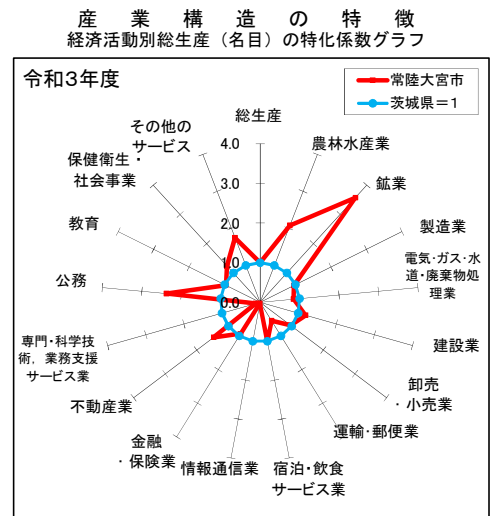 産業構造の特徴
経済活動別総生産（名目）の特化係数グラフ
令和3年度
常陸大宮市
茨城県＝1
総生産
農林水産業
鉱業
製造業
電気・ガス・水
道・廃棄物処
理業
建設業
卸売
・小売業
運輸・郵便業
宿泊・飲食
サービス業
情報通信業
金融
・保険業
不動産業
専門・科学技
術，業務支援
サービス業
公務
教育
保健衛生・
社会事業
その他の
サービス
4.0
3.0
2.0
1.0
0.0